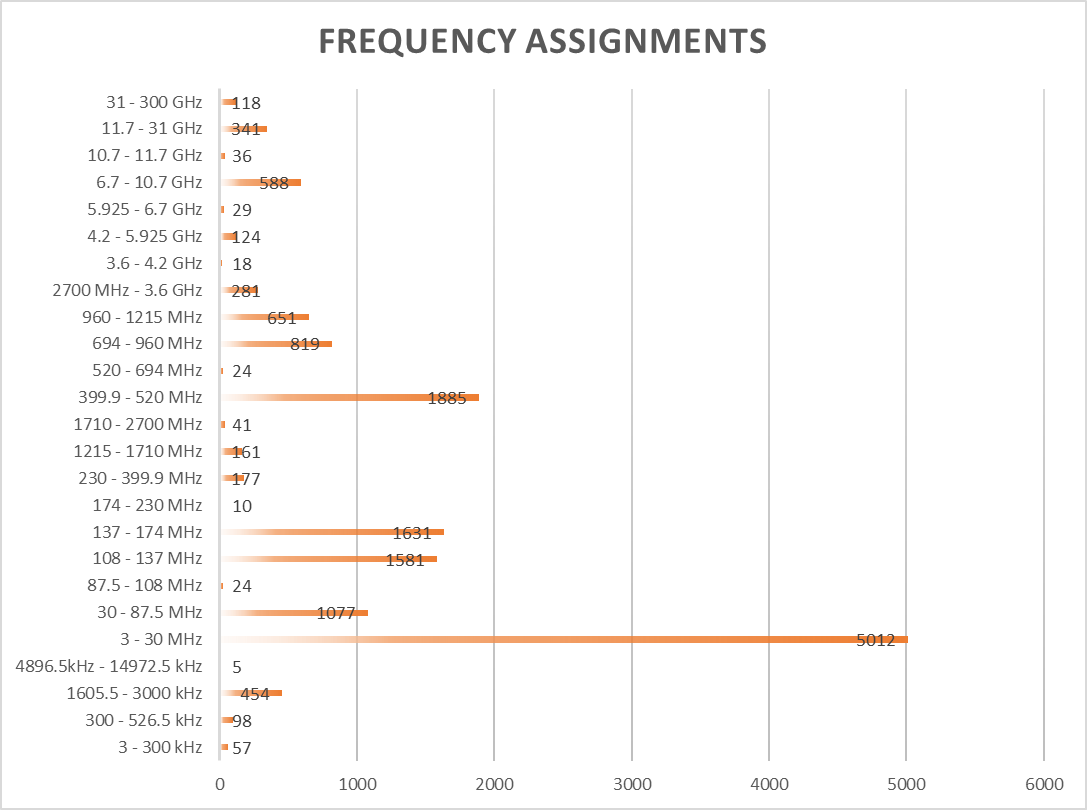 FREQUENCY ASSIGNMENTS
31 - 300 GHz 118
11.7 - 31 GHz 341
10.7 - 11.7 GHz 36
6.7 - 10.7 GHz 588
5.925 - 6.7 GHz 29
4.2 - 5.925 GHz 124
3.6 - 4.2 GHz 18
2700 MHz - 3.6 GHz 281
960 - 1215 MHz 651
694 - 960 MHz 819
520 - 694 MHz 24
399.9 - 520 MHz 1885
1710 - 2700 MHz 41
1215 - 1710 MHz 161
230 - 399.9 MHz 177
174 - 230 MHz 10
137 - 174 MHz 1631
108 - 137 MHz 1581
87.5 - 108 MHz 24
30 - 87.5 MHz 1077
3 - 30 MHz 5012
4896.5kHz - 14972.5 kHz 5
1605.5 - 3000 kHz 454
300 - 526.5 kHz 98
3 - 300 kHz 57
0 1000 2000 3000 4000 5000 6000